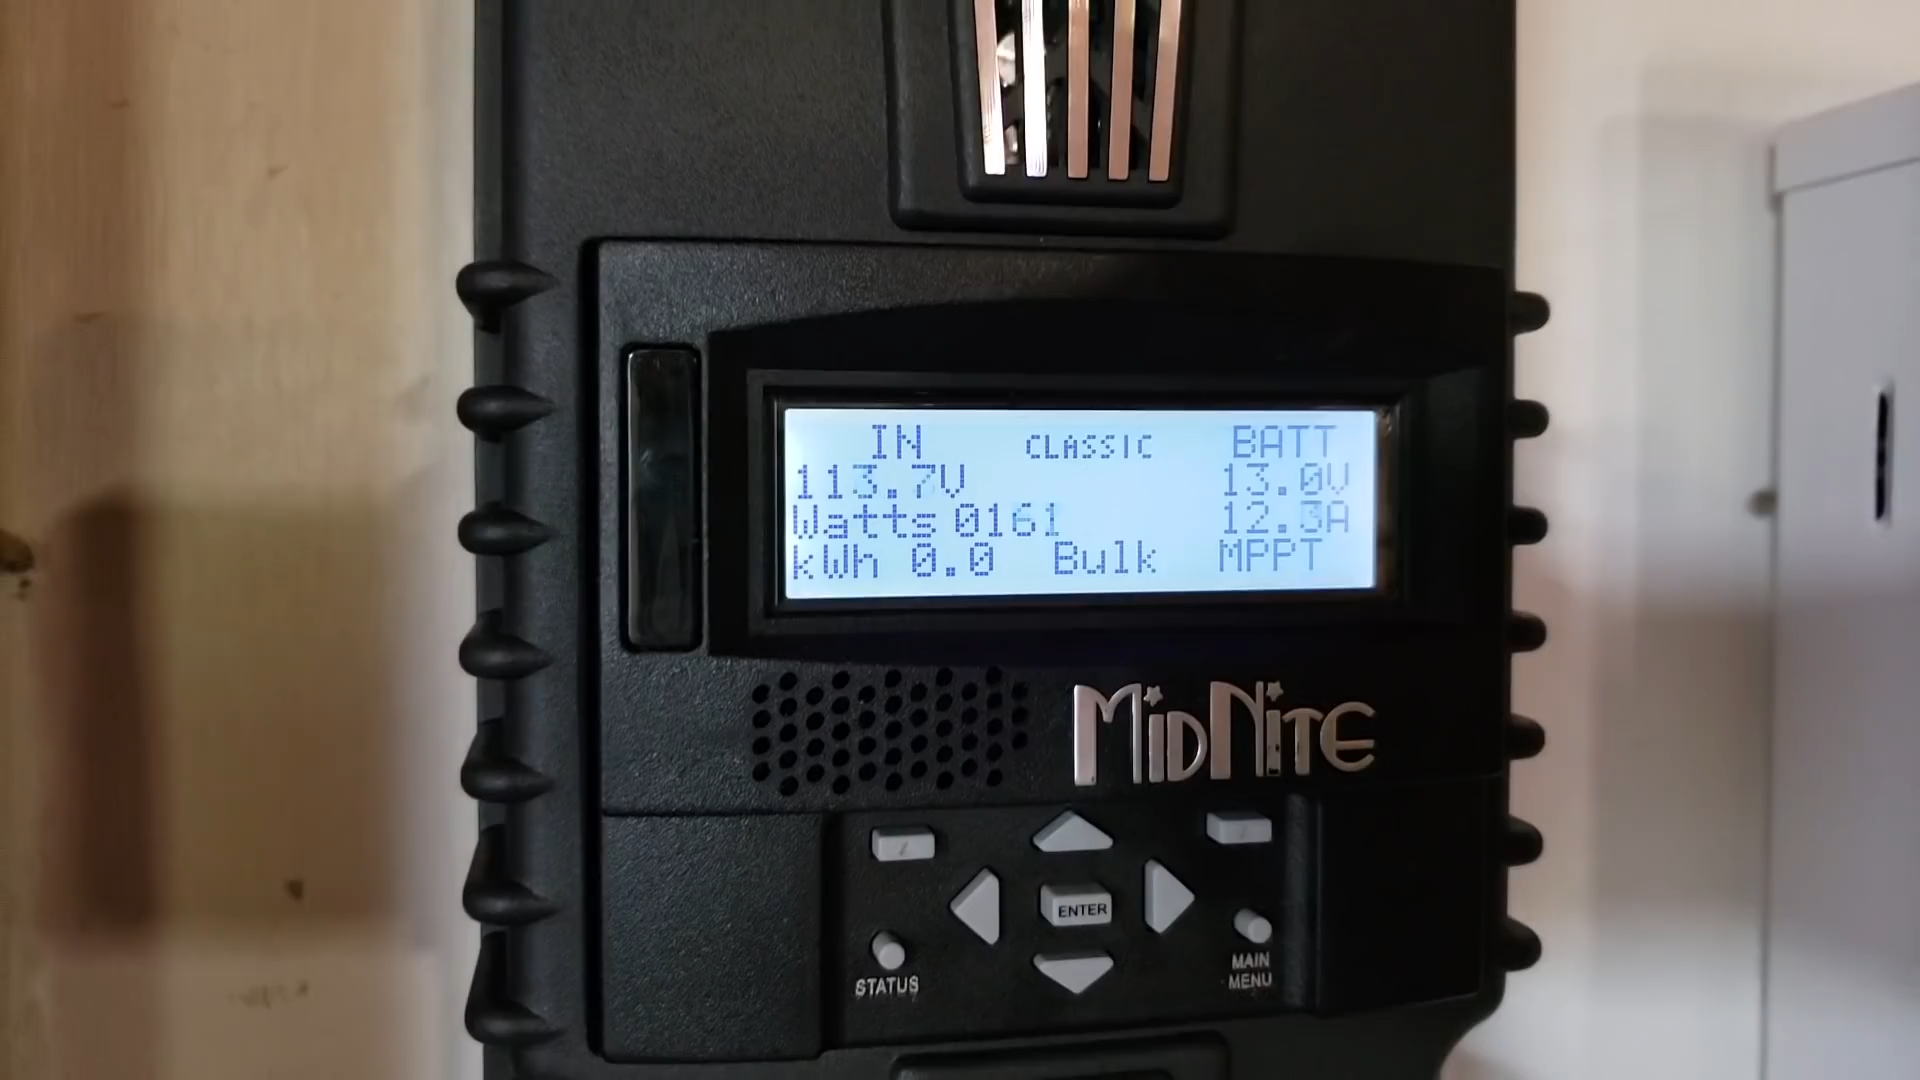 IN CLASSIC BATT
113.7V 13.0V
Watts 0161 12.3A
kWh 0.0 Bulk MPPT
MIDNITE
ENTER
STATUS
MAIN
MENU